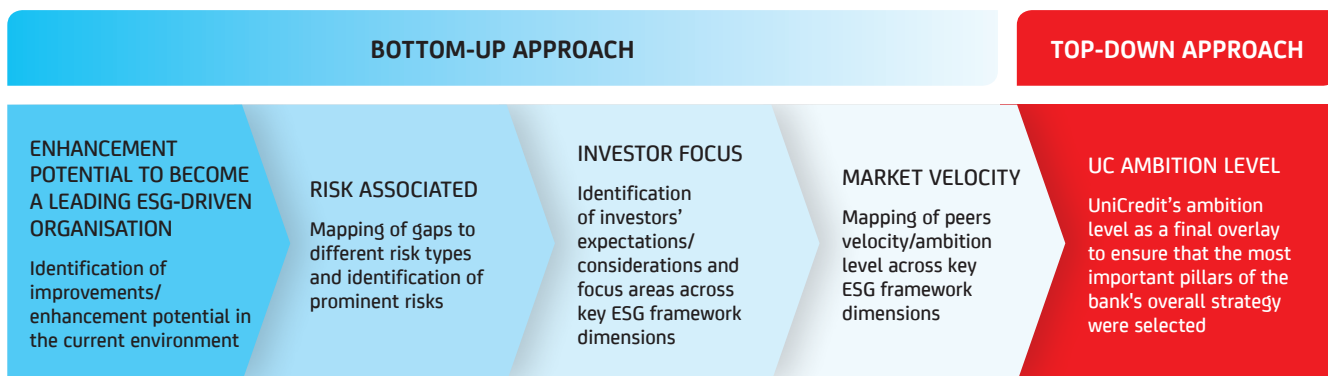 BOTTOM-UP APPROACH
TOP-DOWN APPROACH
ENHANCEMENT
POTENTIAL TO BECOME
A LEADING ESG-DRIVEN
ORGANISATION
Identification of
improvements/
enhancement potential in
the current environment
RISK ASSOCIATED
Mapping of gaps to
different risk types
and identification of
prominent risks
INVESTOR FOCUS
Identification
of investors'
expectations/
considerations and
focus areas across
key ESG framework
dimensions
MARKET VELOCITY
Mapping of peers
velocity/ambition
level across key
ESG framework
dimensions
UC AMBITION LEVEL
UniCredit's ambition
level as a final overlay
to ensure that the most
important pillars of the
bank's overall strategy
were selected